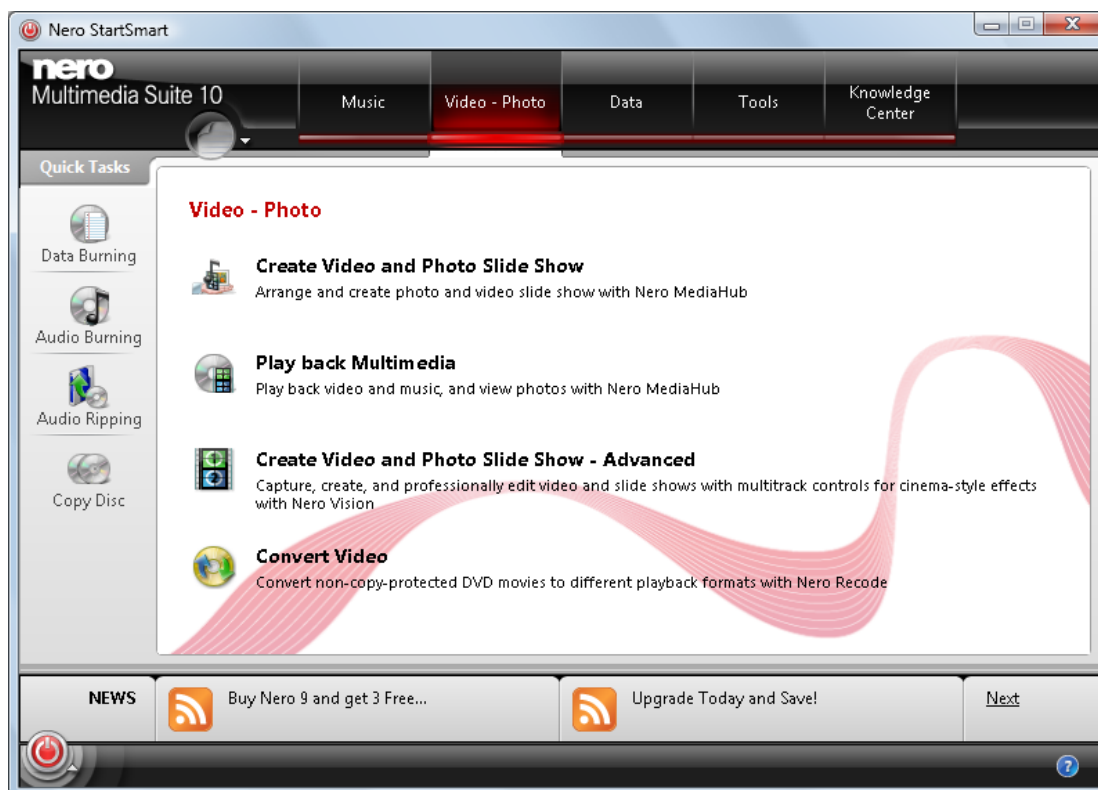 Nero StartSmart
nero
Multimedia Suite 10
Music
Video - Photo
Data
Tools
Knowledge
Center
Quick Tasks
Data Burning
Audio Burning
Audio Ripping
Copy Disc
Video - Photo
Create Video and Photo Slide Show
Arrange and create photo and video slide show with Nero MediaHub
Play back Multimedia
Play back video and music, and view photos with Nero MediaHub
Create Video and Photo Slide Show - Advanced
Capture, create, and professionally edit video and slide shows with multitrack controls for cinema-style effects
with Nero Vision
Convert Video
Convert non-copy-protected DVD movies to different playback formats with Nero Recode
NEWS
Buy Nero 9 and get 3 Free...
Upgrade Today and Save!
Next
?